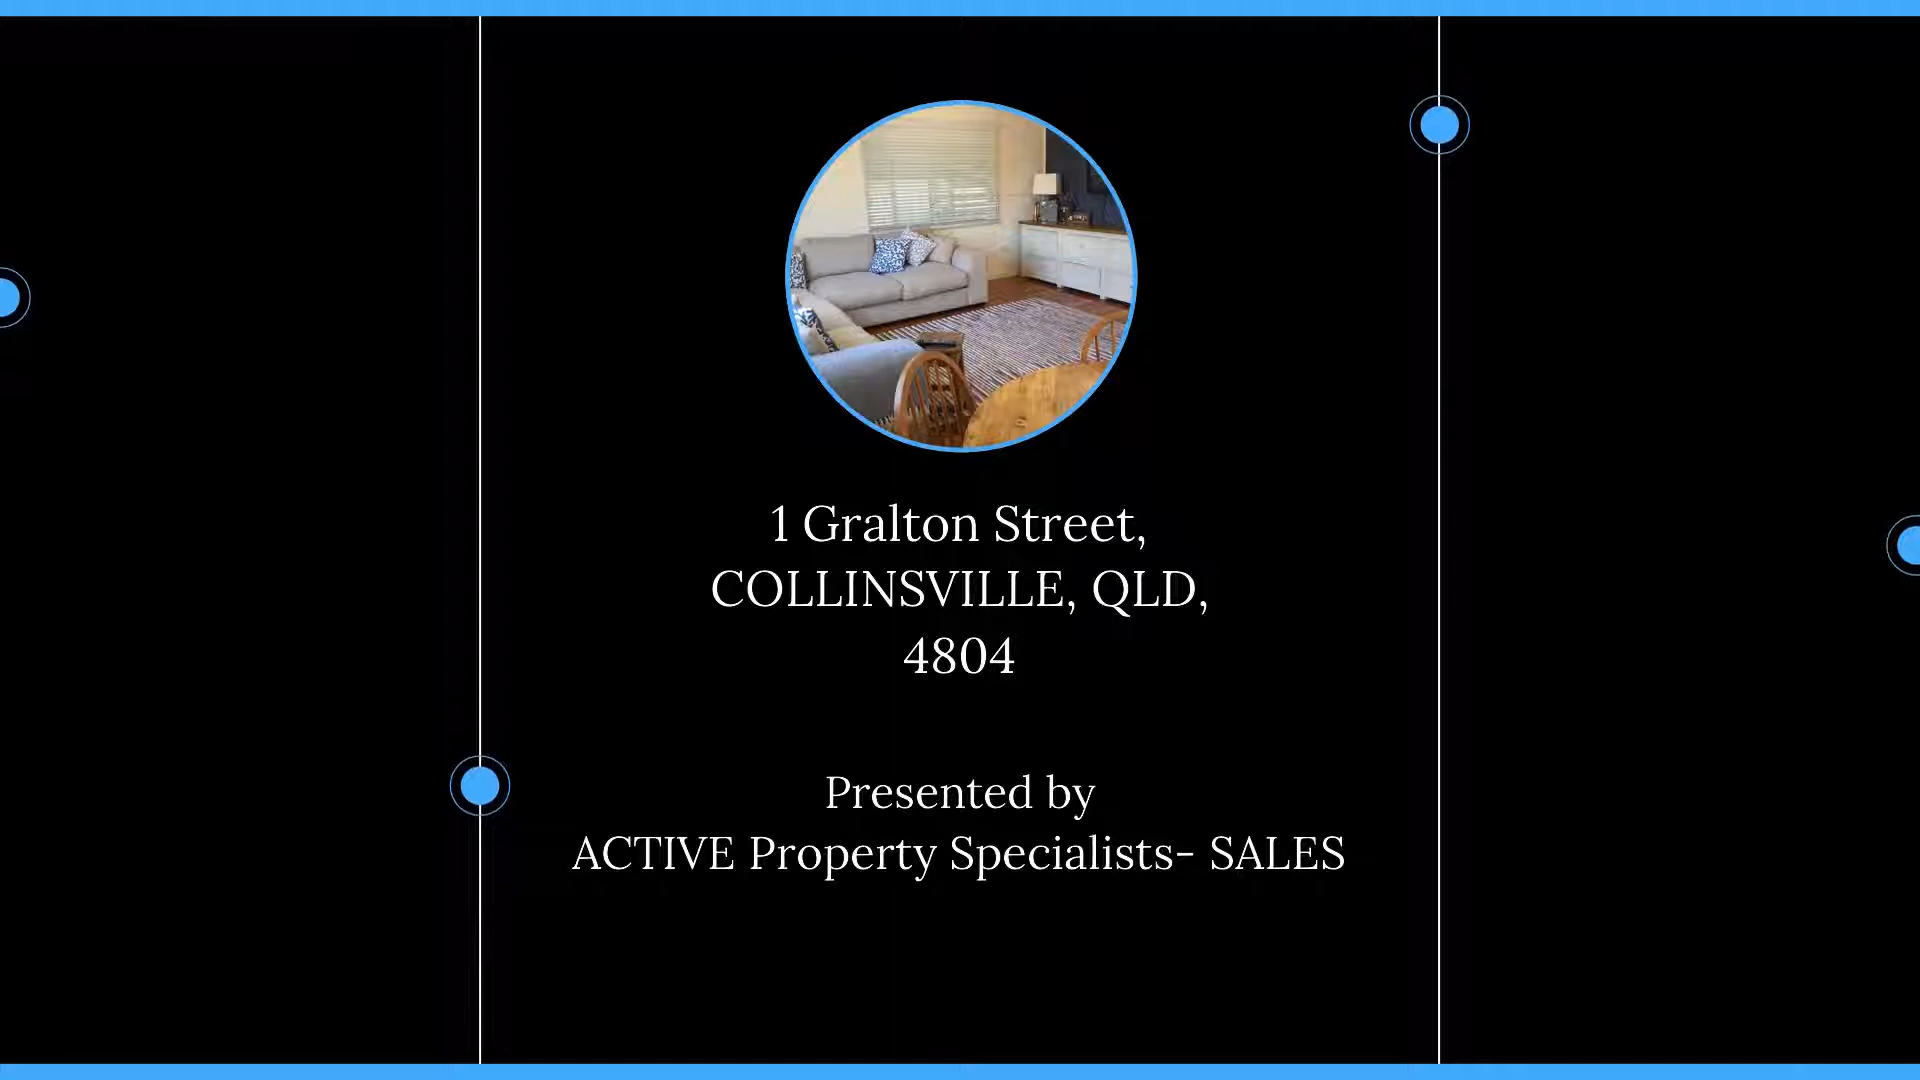 1 Gralton Street,
COLLINSVILLE, QLD,
4804
Presented by
ACTIVE Property Specialists- SALES